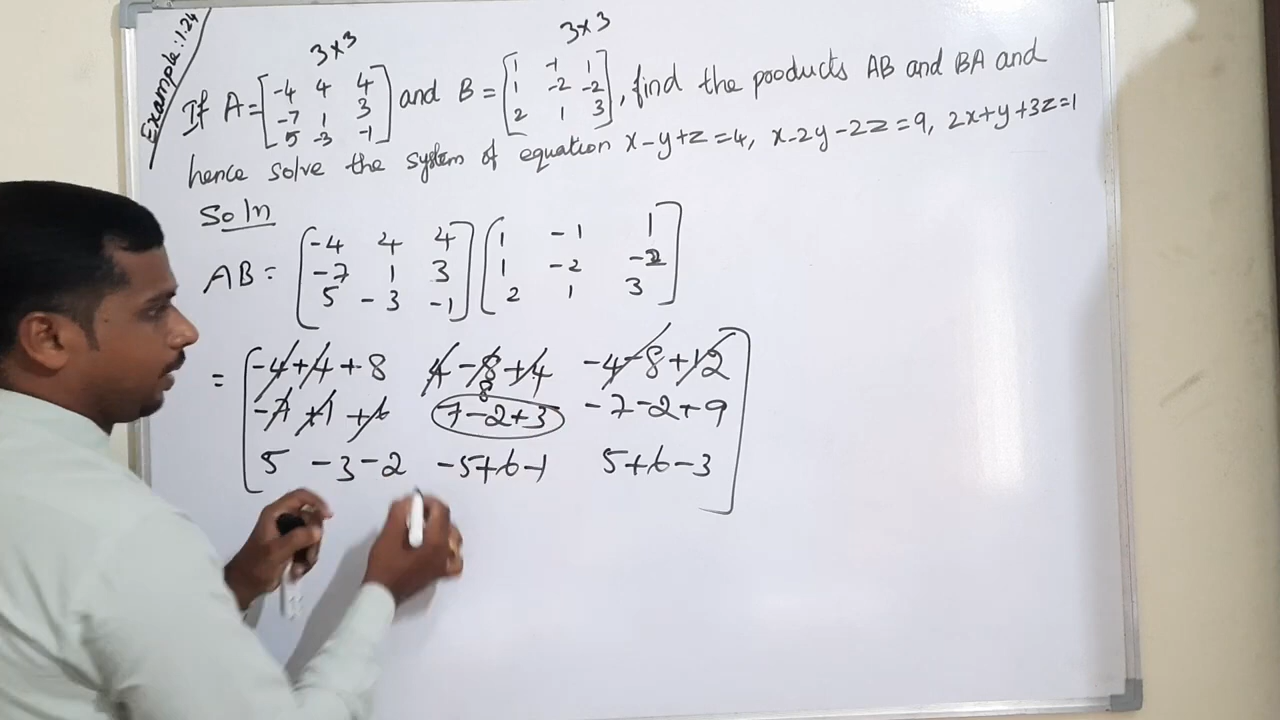 Example:1.24
3x3 3x3
If A = [-4 4 4 and B = [1 -1 1
-7 1 3 1 -2 -2
5 -3 -1] 2 1 3], find the products AB and BA and
hence solve the system of equation x-y+z=4, x-2y-2z=9, 2x+y+3z=1
Soln
AB = [-4 4 4 [1 -1 1
-7 1 3 1 -2 -2
5 -3 -1] 2 1 3]
= [-4+4+8 4-8+4 -4-8+12
8
-7+1+6 7-2+3 -7-2+9
5 -3-2 -5+6-1 5+6-3]